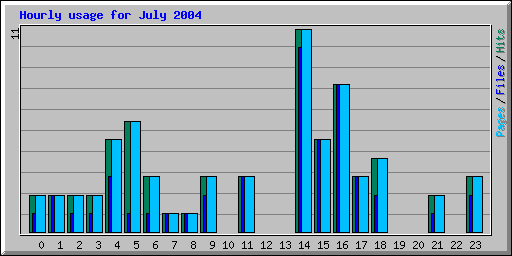 Hourly usage for July 2004
11
Pages/Files/Hits
0 1 2 3 4 5 6 7 8 9 10 11 12 13 14 15 16 17 18 19 20 21 22 23